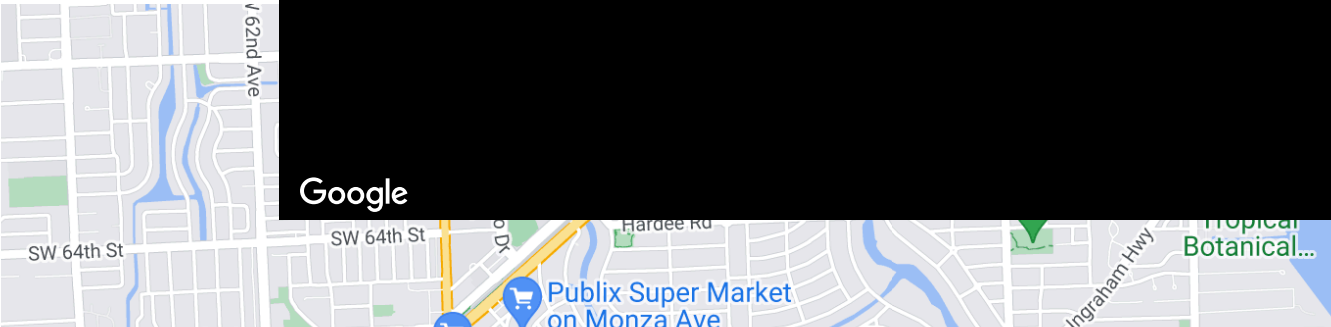 W 62nd Ave
Google
SW 64th St
SW 64th St
o Dr
Hardee Rd
Tropical
Botanical...
Ingraham Hwy
Publix Super Market
on Monza Ave